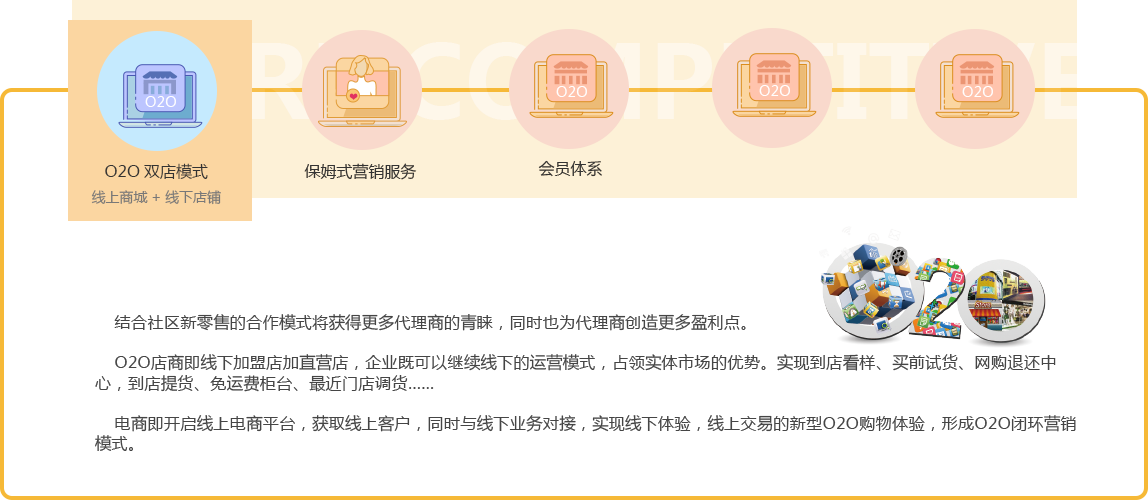 R COMPETITIVE
O2O
O2O
O2O
O2O
O2O 双店模式
保姆式营销服务
会员体系
线上商城 + 线下店铺
O2O
结合社区新零售的合作模式将获得更多代理商的青睐，同时也为代理商创造更多盈利点。
O2O店商即线下加盟店加直营店，企业既可以继续线下的运营模式，占领实体市场的优势。实现到店看样、买前试货、网购退还中
心，到店提货、免运费柜台、最近门店调货......
电商即开启线上电商平台，获取线上客户，同时与线下业务对接，实现线下体验，线上交易的新型O2O购物体验，形成O2O闭环营销
模式。